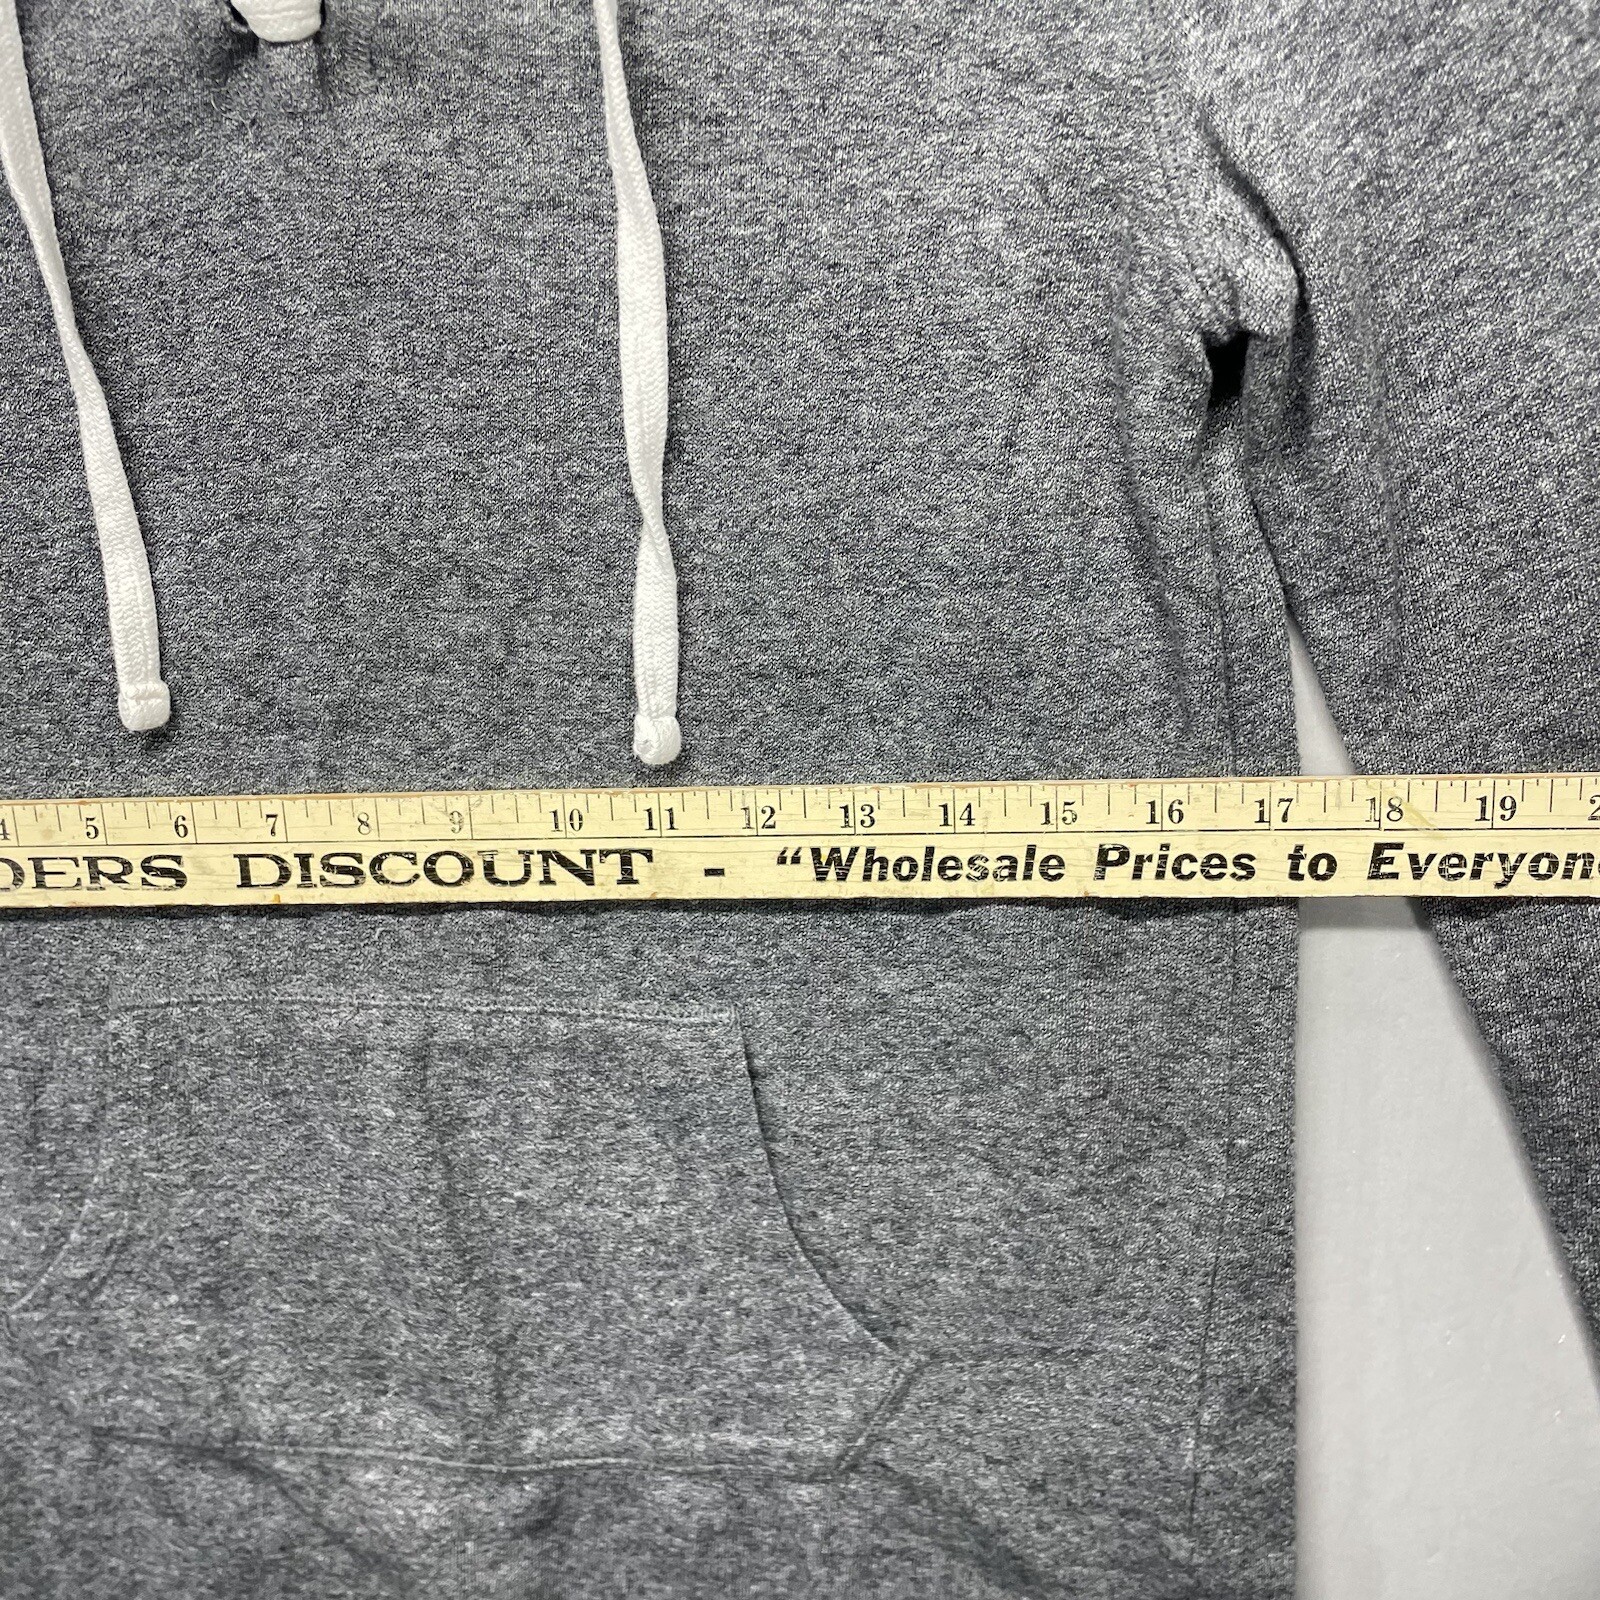 4 5 6 7 8 9 10 11 12 13 14 15 16 17 18 19
DERS DISCOUNT - "Wholesale Prices to Everyon